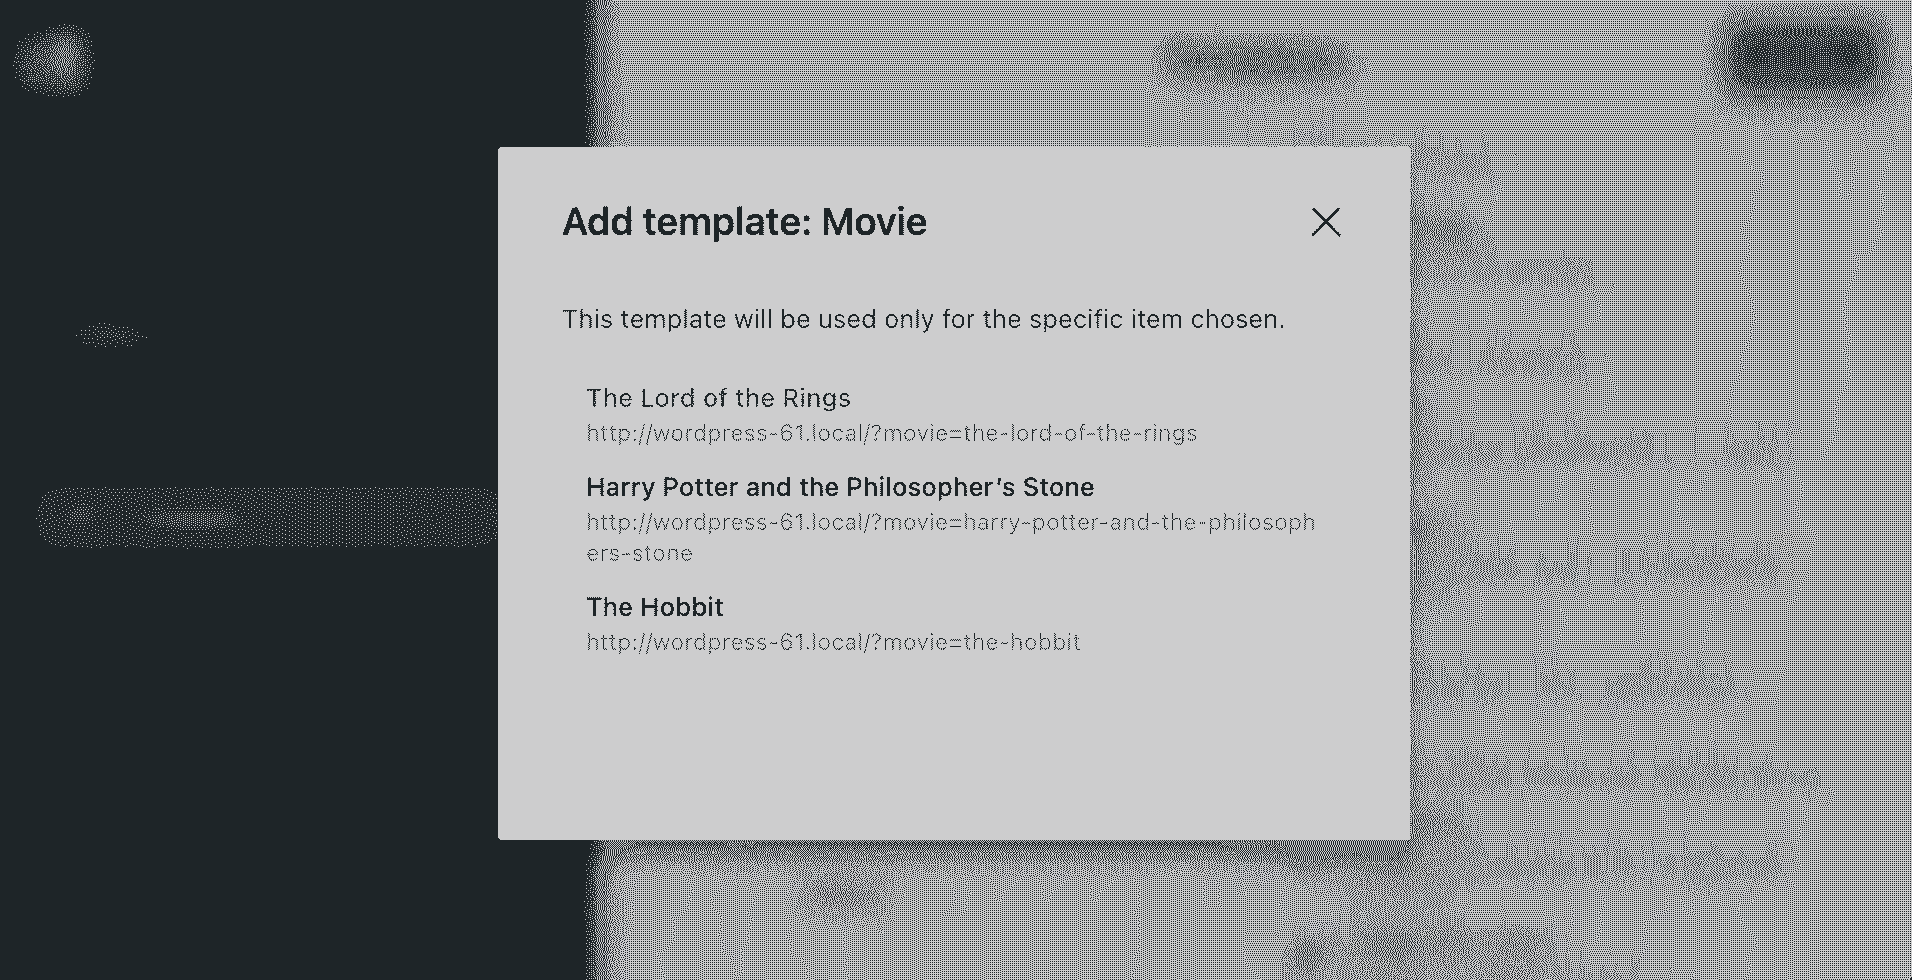 Add template: Movie
This template will be used only for the specific item chosen.
The Lord of the Rings
http://wordpress-61.local/?movie=the-lord-of-the-rings
Harry Potter and the Philosopher’s Stone
http://wordpress-61.local/?movie=harry-potter-and-the-philosoph
ers-stone
The Hobbit
http://wordpress-61.local/?movie=the-hobbit